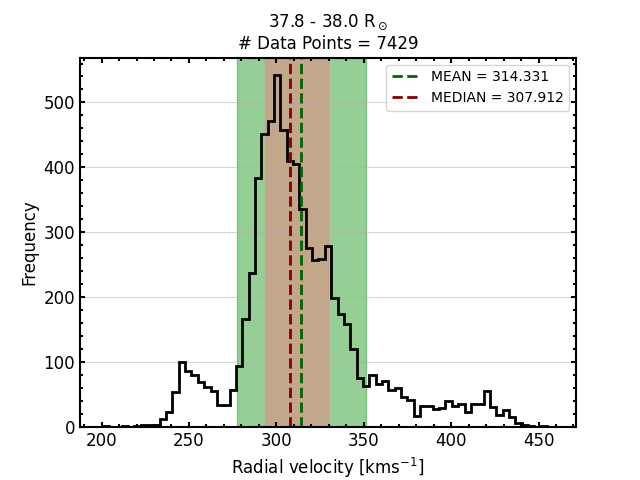 37.8 - 38.0 R⊙
# Data Points = 7429
MEAN = 314.331
MEDIAN = 307.912
500
400
300
200
100
0
Frequency
200 250 300 350 400 450
Radial velocity [kms⁻¹]